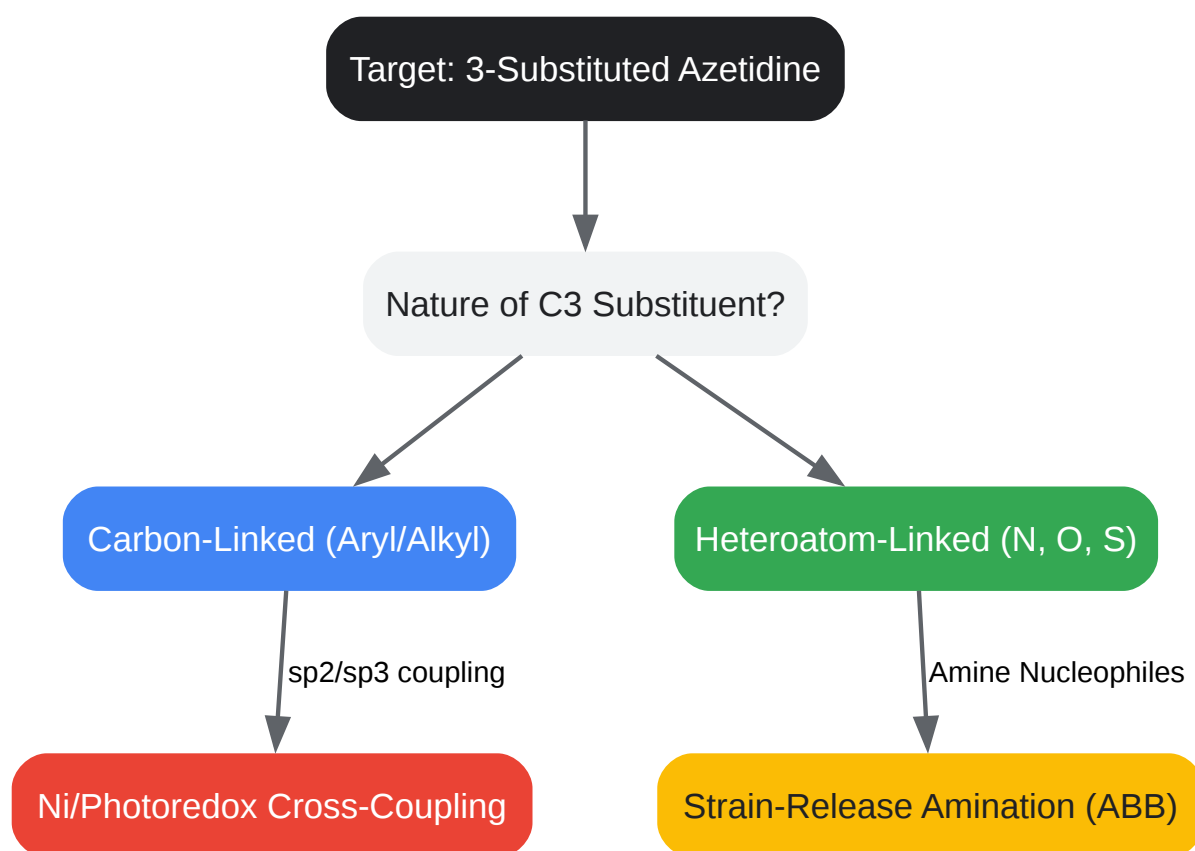 Target: 3-Substituted Azetidine
Nature of C3 Substituent?
Carbon-Linked (Aryl/Alkyl)
Heteroatom-Linked (N, O, S)
sp2/sp3 coupling
Amine Nucleophiles
Ni/Photoredox Cross-Coupling
Strain-Release Amination (ABB)